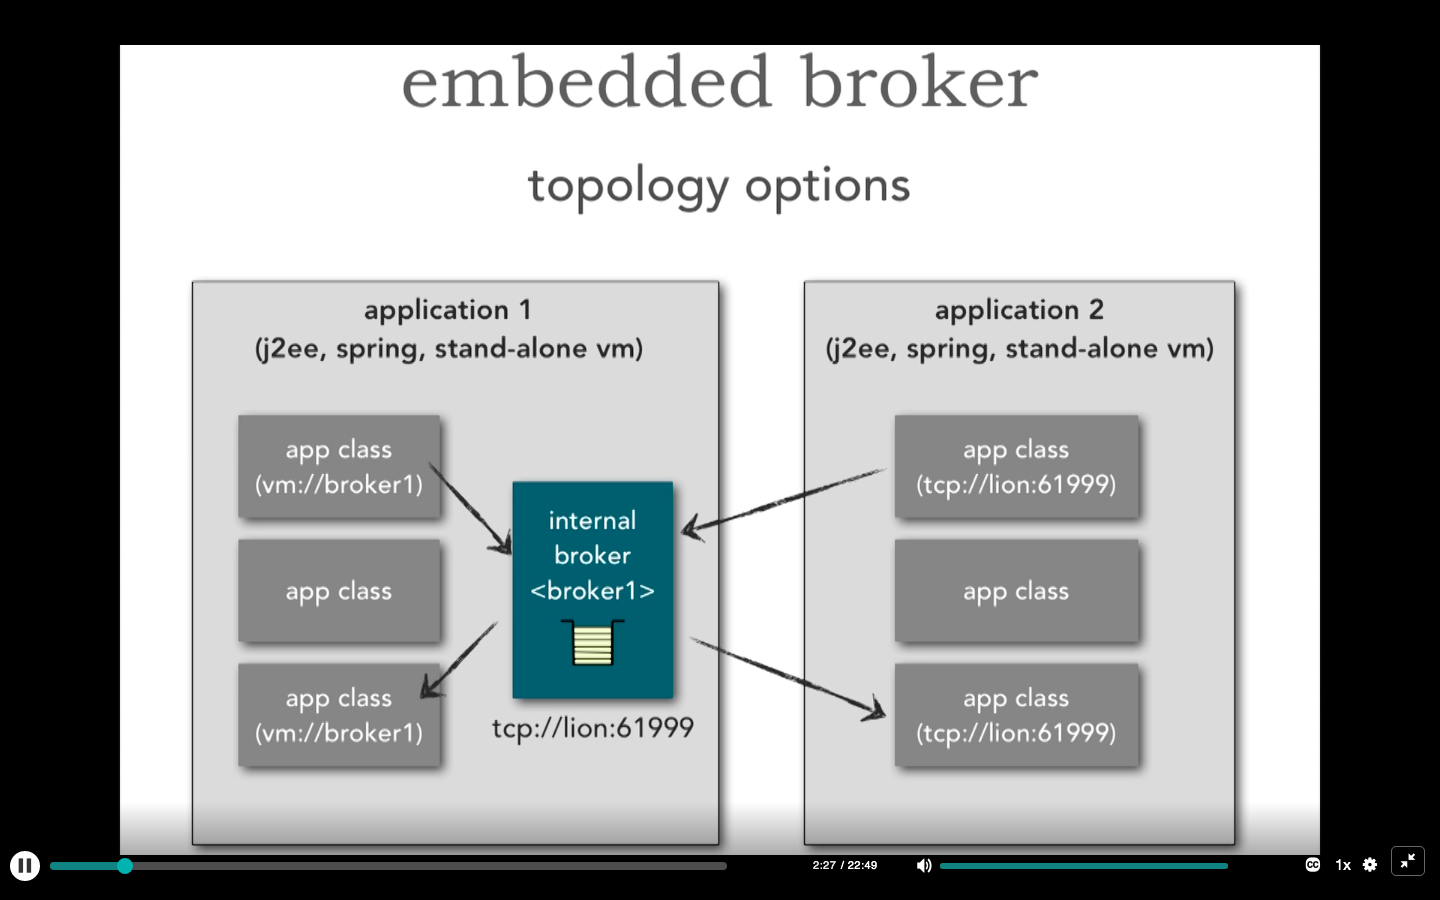 embedded broker
topology options
application 1
(j2ee, spring, stand-alone vm)
app class
(vm://broker1)
app class
app class
(vm://broker1)
internal
broker
<broker1>
tcp://lion:61999
application 2
(j2ee, spring, stand-alone vm)
app class
(tcp://lion:61999)
app class
app class
(tcp://lion:61999)
2:27 / 22:49
CC
1x